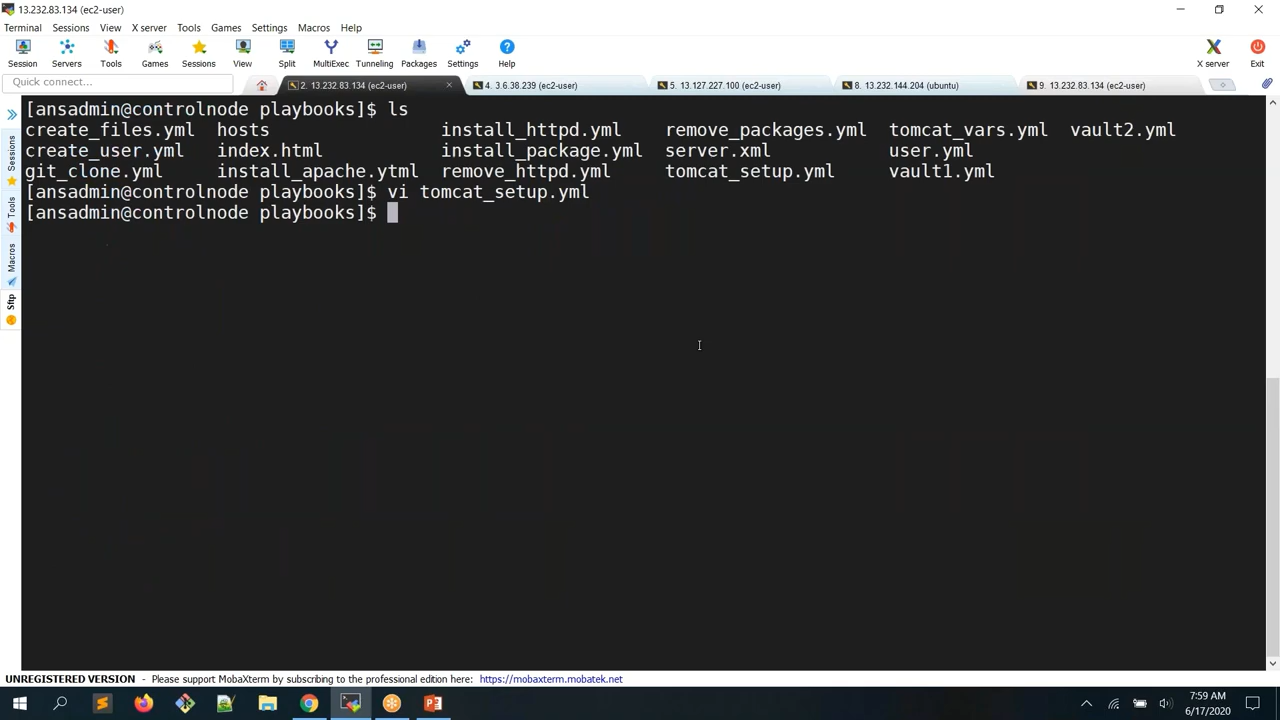 13.232.83.134 (ec2-user)
Terminal Sessions View X server Tools Games Settings Macros Help
Session Servers Tools Games Sessions View Split MultiExec Tunneling Packages Settings Help X server Exit
Quick connect...
2. 13.232.83.134 (ec2-user) 4. 3.6.38.239 (ec2-user) 5. 13.127.227.100 (ec2-user) 8. 13.232.144.204 (ubuntu) 9. 13.232.83.134 (ec2-user)
Sessions
Tools
Macros
Sftp
[ansadmin@controlnode playbooks]$ ls
create_files.yml hosts install_httpd.yml remove_packages.yml tomcat_vars.yml vault2.yml
create_user.yml index.html install_package.yml server.xml user.yml
git_clone.yml install_apache.ytml remove_httpd.yml tomcat_setup.yml vault1.yml
[ansadmin@controlnode playbooks]$ vi tomcat_setup.yml
[ansadmin@controlnode playbooks]$
UNREGISTERED VERSION - Please support MobaXterm by subscribing to the professional edition here: https://mobaxterm.mobatek.net
7:59 AM
6/17/2020